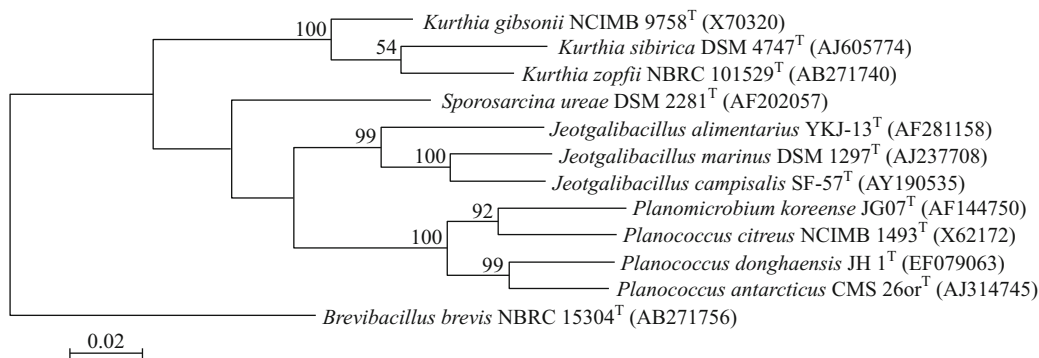 100
Kurthia gibsonii NCIMB 9758ᵀ (X70320)
54
Kurthia sibirica DSM 4747ᵀ (AJ605774)
Kurthia zopfii NBRC 101529ᵀ (AB271740)
Sporosarcina ureae DSM 2281ᵀ (AF202057)
99
Jeotgalibacillus alimentarius YKJ-13ᵀ (AF281158)
100
Jeotgalibacillus marinus DSM 1297ᵀ (AJ237708)
Jeotgalibacillus campisalis SF-57ᵀ (AY190535)
92
Planomicrobium koreense JG07ᵀ (AF144750)
100
Planococcus citreus NCIMB 1493ᵀ (X62172)
99
Planococcus donghaensis JH 1ᵀ (EF079063)
Planococcus antarcticus CMS 26orᵀ (AJ314745)
Brevibacillus brevis NBRC 15304ᵀ (AB271756)
0.02